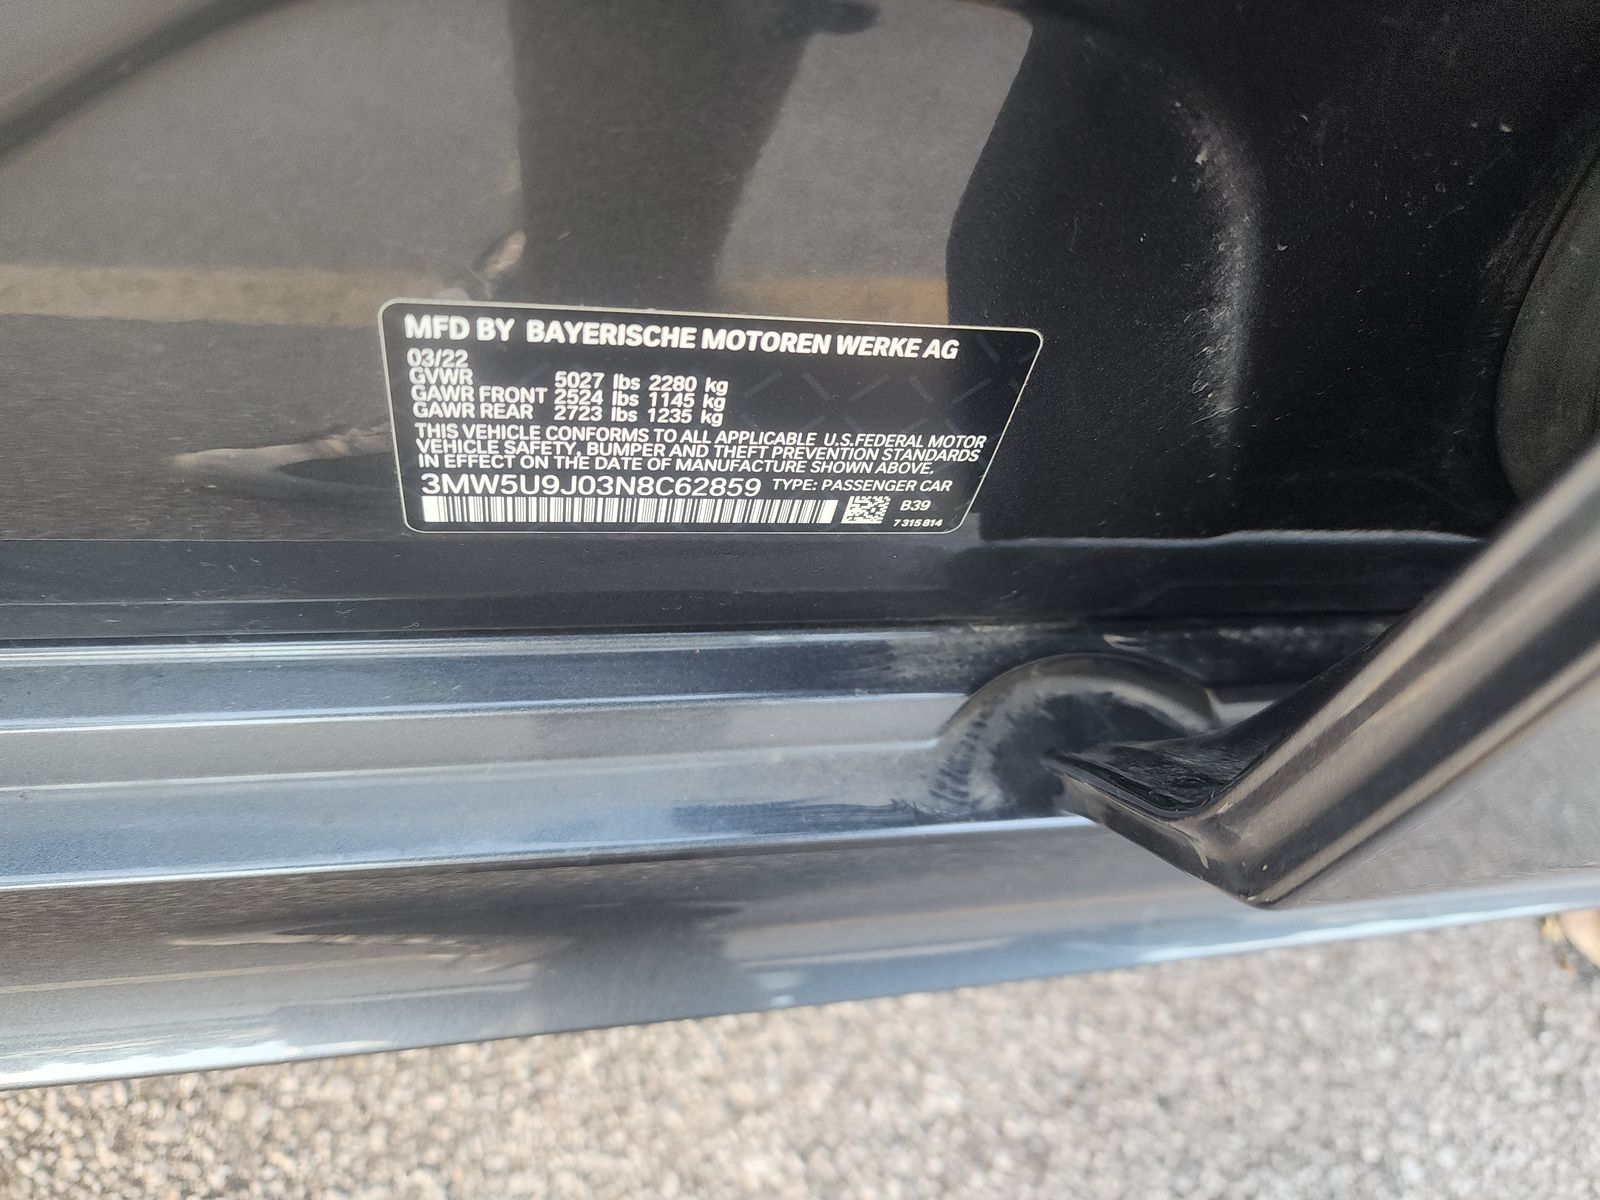 MFD BY BAYERISCHE MOTOREN WERKE AG
03/22
GVWR 5027 lbs 2280 kg
GAWR FRONT 2524 lbs 1145 kg
GAWR REAR 2723 lbs 1235 kg
THIS VEHICLE CONFORMS TO ALL APPLICABLE U.S.FEDERAL MOTOR
VEHICLE SAFETY, BUMPER AND THEFT PREVENTION STANDARDS
IN EFFECT ON THE DATE OF MANUFACTURE SHOWN ABOVE.
3MW5U9J03N8C62859 TYPE: PASSENGER CAR
B39
7 315 814